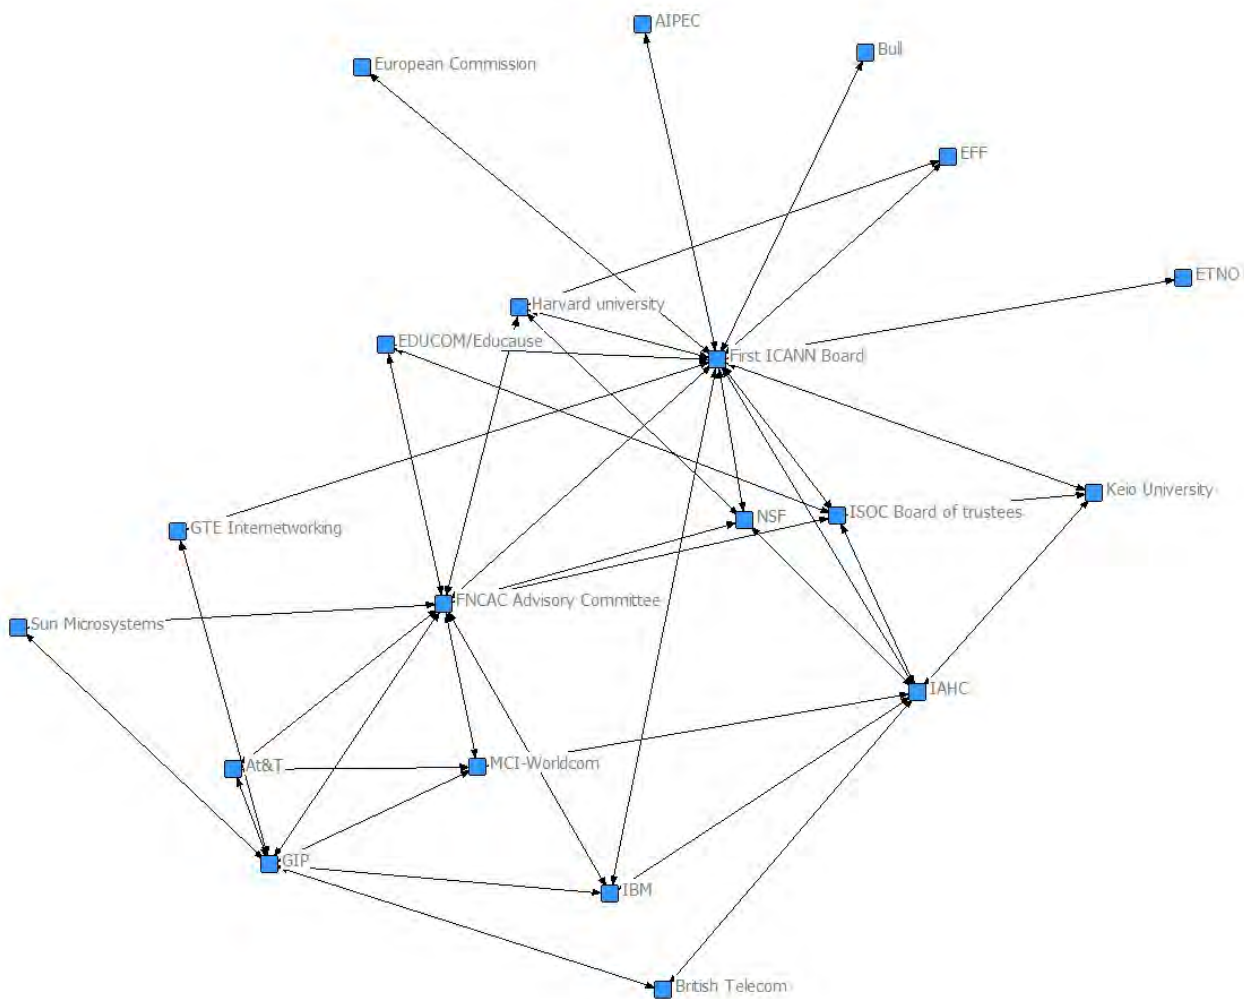 AIPEC
Bull
European Commission
EFF
ETNO
Harvard university
EDUCOM/Educause
First ICANN Board
Keio University
GTE Internetworking
NSF
ISOC Board of trustees
FNCAC Advisory Committee
Sun Microsystems
IAHC
At&T
MCI-Worldcom
GIP
IBM
British Telecom